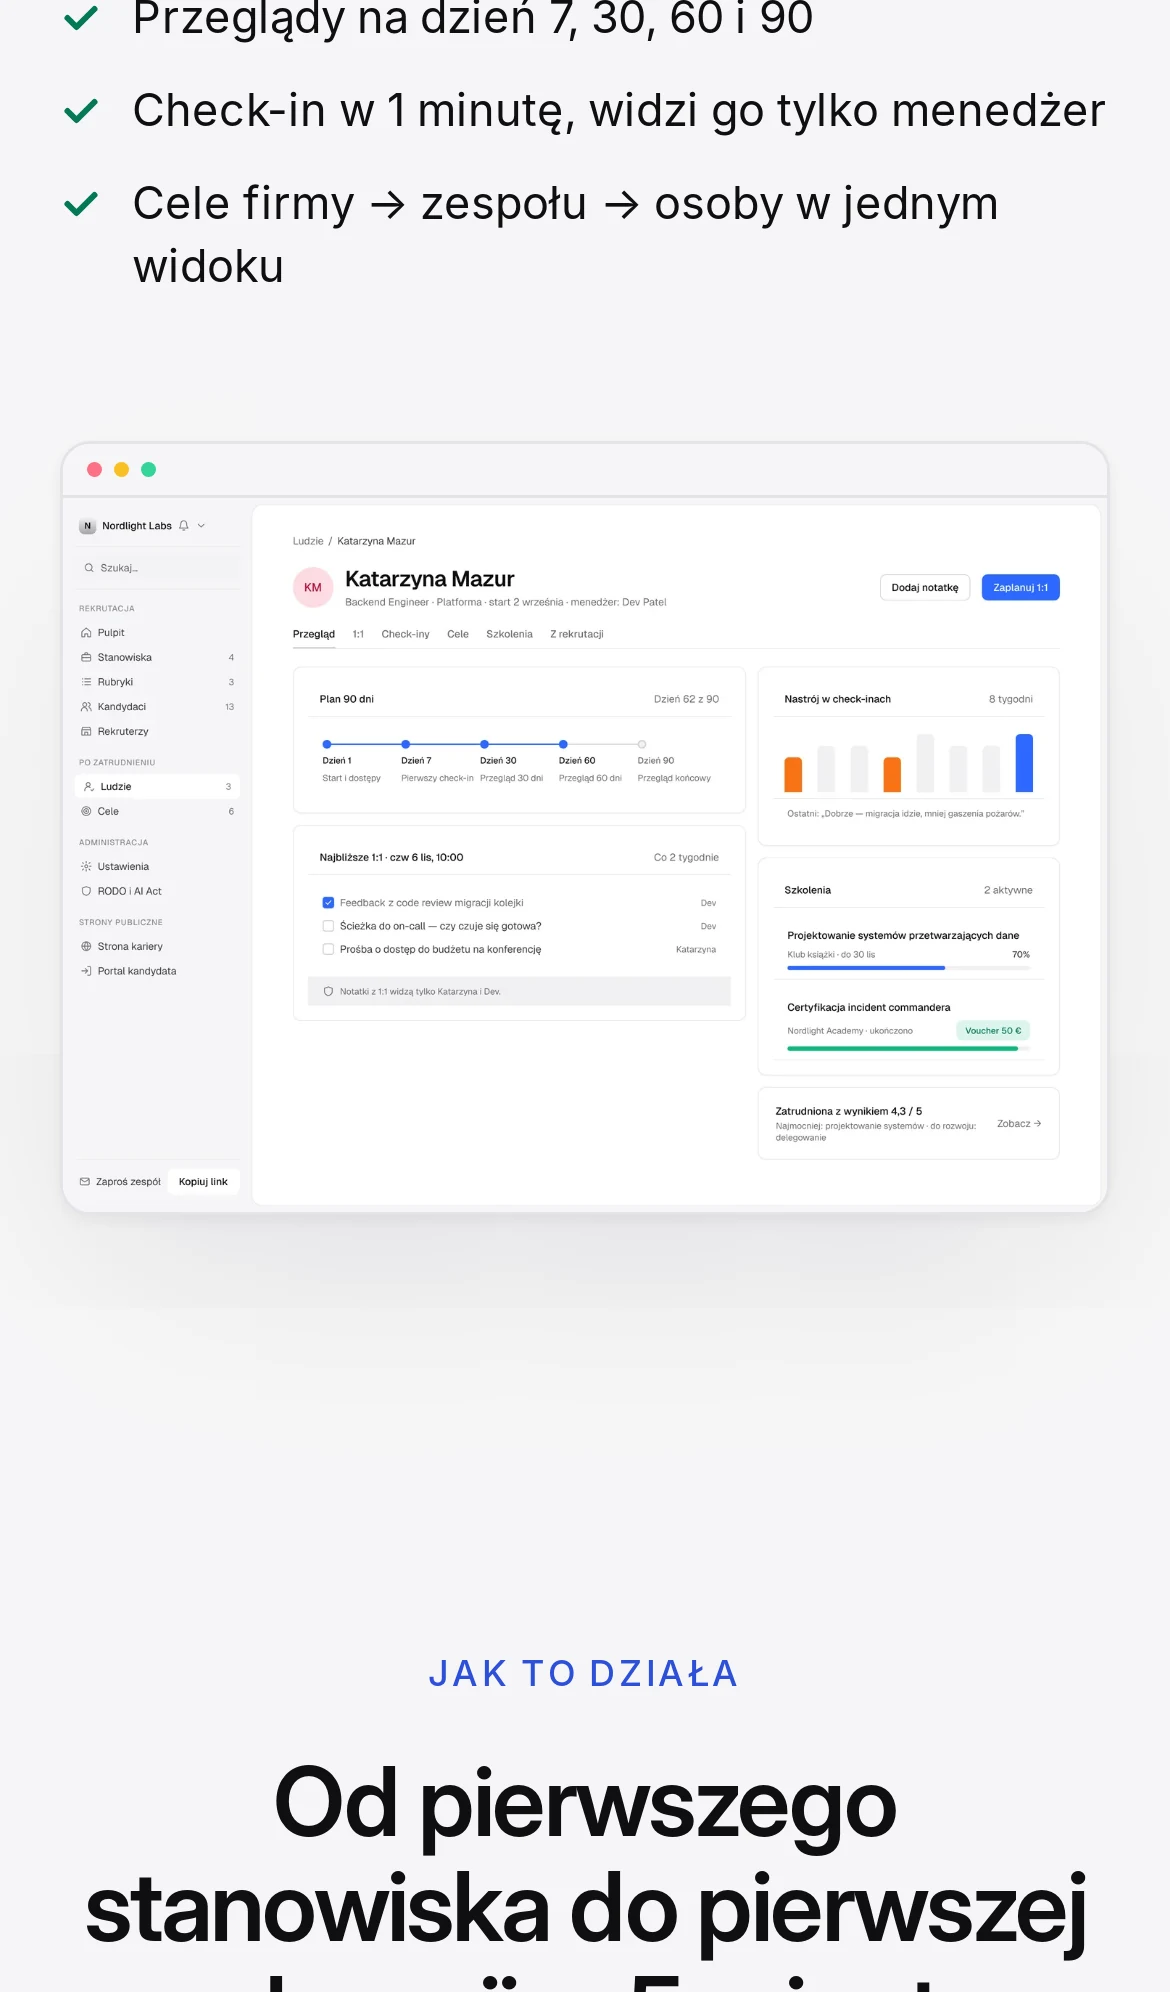 Przeglądy na dzień 7, 30, 60 i 90
Check-in w 1 minutę, widzi go tylko menedżer
Cele firmy → zespołu → osoby w jednym
widoku
N Nordlight Labs
Szukaj...
REKRUTACJA
Pulpit
Stanowiska 4
Rubryki 3
Kandydaci 13
Rekruterzy
PO ZATRUDNIENIU
Ludzie 3
Cele 6
ADMINISTRACJA
Ustawienia
RODO i AI Act
STRONY PUBLICZNE
Strona kariery
Portal kandydata
Zaproś zespół Kopiuj link
Ludzie / Katarzyna Mazur
KM
Katarzyna Mazur
Backend Engineer · Platforma · start 2 września · menedżer: Dev Patel
Dodaj notatkę Zaplanuj 1:1
Przegląd 1:1 Check-iny Cele Szkolenia Z rekrutacji
Plan 90 dni Dzień 62 z 90
Dzień 1 Dzień 7 Dzień 30 Dzień 60 Dzień 90
Start i dostępy Pierwszy check-in Przegląd 30 dni Przegląd 60 dni Przegląd końcowy
Najbliższe 1:1 · czw 6 lis, 10:00 Co 2 tygodnie
Feedback z code review migracji kolejki Dev
Ścieżka do on-call — czy czuje się gotowa? Dev
Prośba o dostęp do budżetu na konferencję Katarzyna
Notatki z 1:1 widzą tylko Katarzyna i Dev.
Nastrój w check-inach 8 tygodni
Ostatni: „Dobrze — migracja idzie, mniej gaszenia pożarów.”
Szkolenia 2 aktywne
Projektowanie systemów przetwarzających dane
Klub książki · do 30 lis 70%
Certyfikacja incident commandera
Nordlight Academy · ukończono Voucher 50 €
Zatrudniona z wynikiem 4,3 / 5
Najmocniej: projektowanie systemów · do rozwoju:
delegowanie
Zobacz →
JAK TO DZIAŁA
Od pierwszego
stanowiska do pierwszej